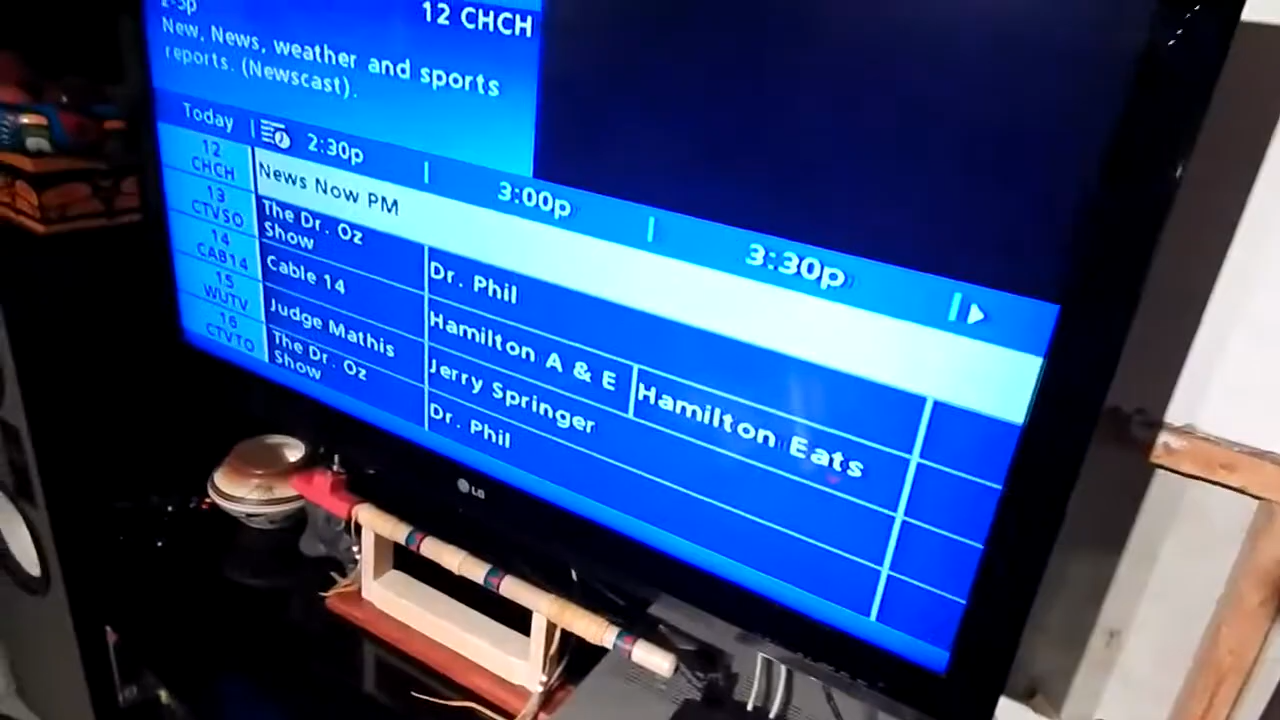 2-3p
12 CHCH
New, News, weather and sports
reports. (Newscast).
Today 2:30p 3:00p 3:30p
12
CHCH
News Now PM
13
CTVSO
The Dr. Oz
Show
Dr. Phil
14
CAB14
Cable 14
Hamilton A & E
Hamilton Eats
15
WUTV
Judge Mathis
Jerry Springer
16
CTVTO
The Dr. Oz
Show
Dr. Phil
LG